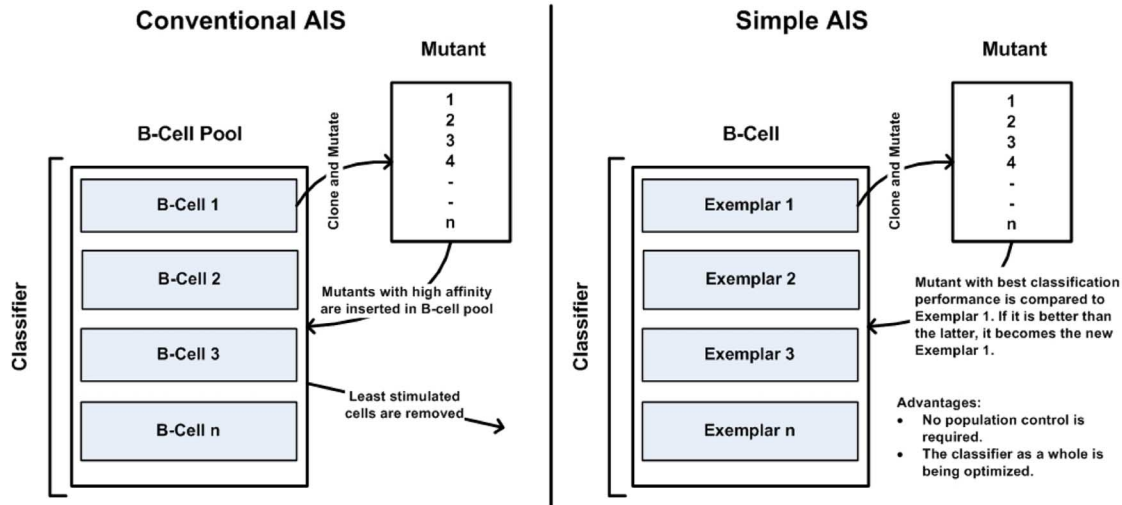 Conventional AIS
Mutant
1
2
3
4
-
-
n
B-Cell Pool
Clone and Mutate
Classifier
B-Cell 1
B-Cell 2
B-Cell 3
B-Cell n
Mutants with high affinity
are inserted in B-cell pool
Least stimulated
cells are removed
Simple AIS
Mutant
1
2
3
4
-
-
n
B-Cell
Clone and Mutate
Classifier
Exemplar 1
Exemplar 2
Exemplar 3
Exemplar n
Mutant with best classification
performance is compared to
Exemplar 1. If it is better than
the latter, it becomes the new
Exemplar 1.
Advantages:
• No population control is
required.
• The classifier as a whole is
being optimized.